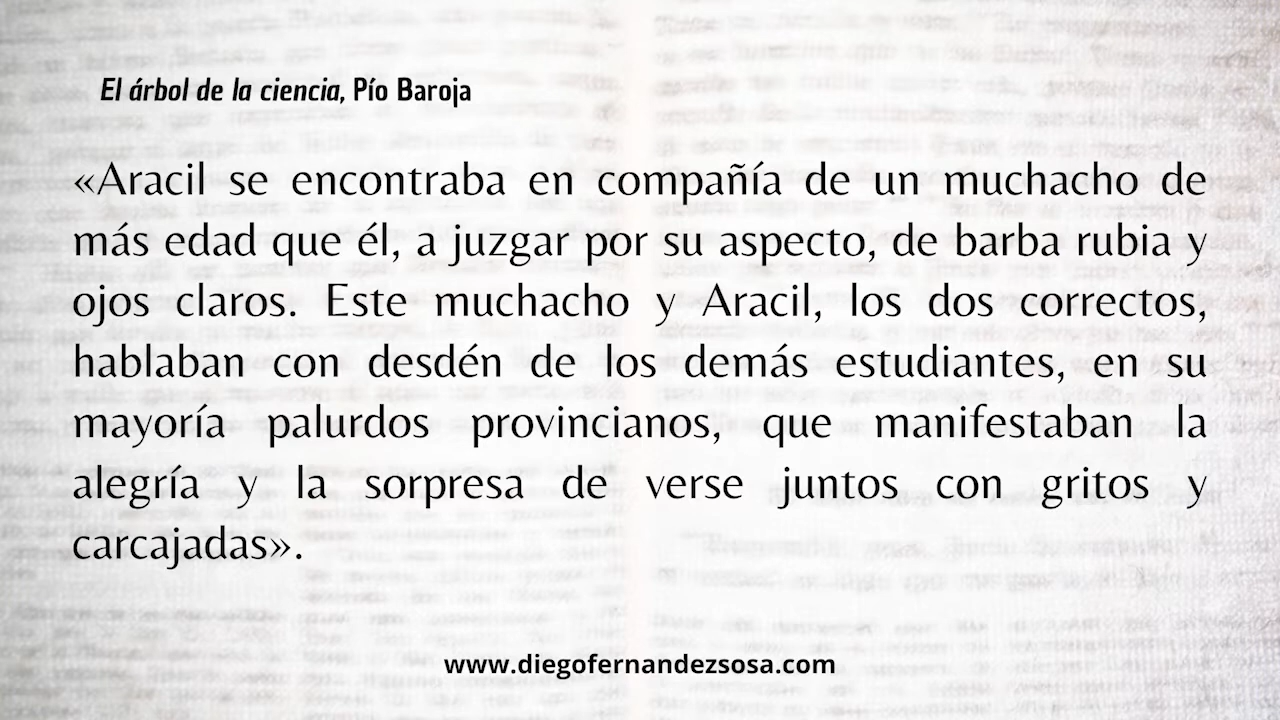 El árbol de la ciencia, Pío Baroja
«Aracil se encontraba en compañía de un muchacho de
más edad que él, a juzgar por su aspecto, de barba rubia y
ojos claros. Este muchacho y Aracil, los dos correctos,
hablaban con desdén de los demás estudiantes, en su
mayoría palurdos provincianos, que manifestaban la
alegría y la sorpresa de verse juntos con gritos y
carcajadas».
www.diegofernandezsosa.com